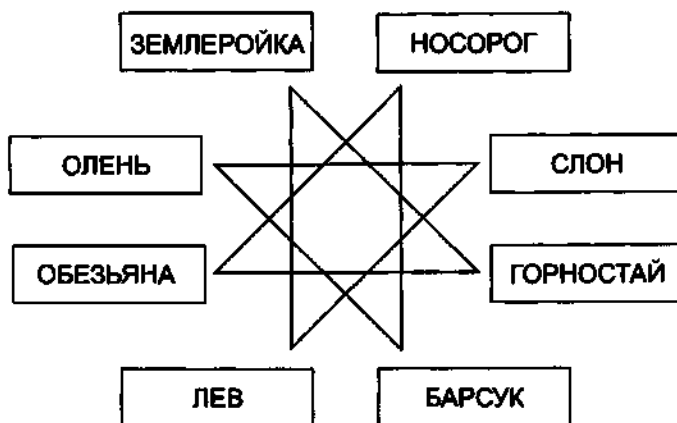 ЗЕМЛЕРОЙКА
НОСОРОГ
ОЛЕНЬ
СЛОН
ОБЕЗЬЯНА
ГОРНОСТАЙ
ЛЕВ
БАРСУК